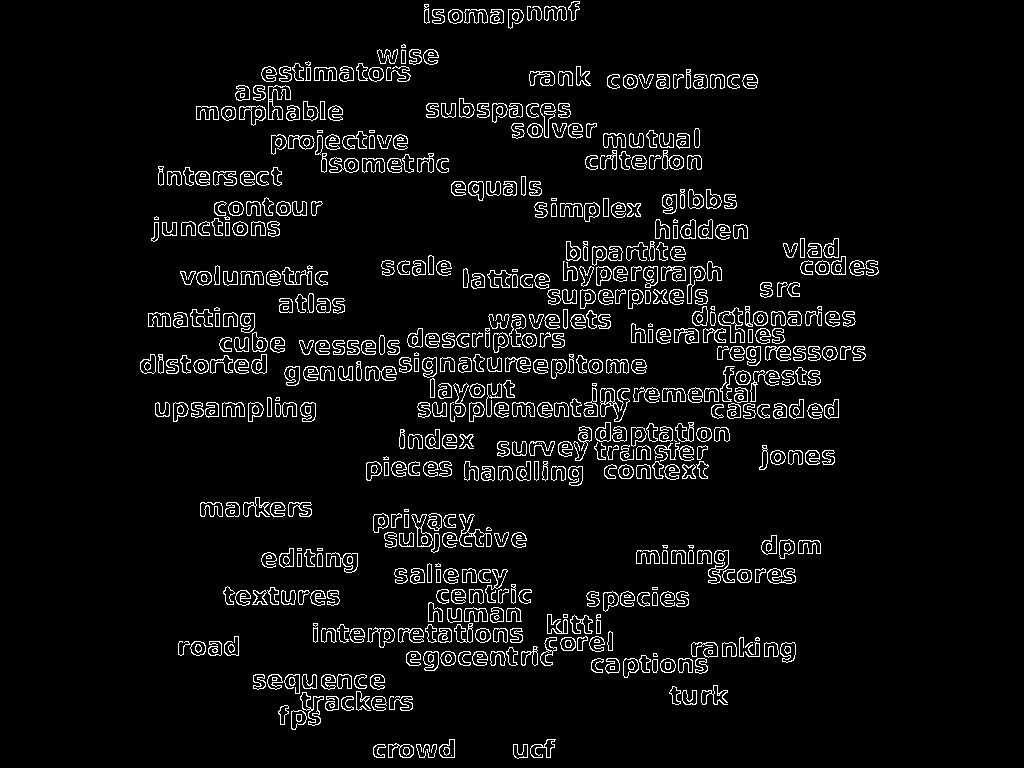 isomap nmf
wise
estimators rank covariance
asm
morphable subspaces
solver
projective mutual
isometric criterion
intersect
equals
contour simplex gibbs
junctions hidden
bipartite vlad
scale codes
volumetric lattice hypergraph
superpixels src
atlas
matting wavelets dictionaries
hierarchies
cube vessels descriptors
regressors
distorted signature epitome
genuine forests
layout incremental
upsampling supplementary cascaded
adaptation
index survey transfer jones
pieces handling context
markers
privacy
subjective dpm
editing mining
saliency scores
textures centric species
human
interpretations kitti
road corel ranking
egocentric captions
sequence
trackers turk
fps
crowd ucf